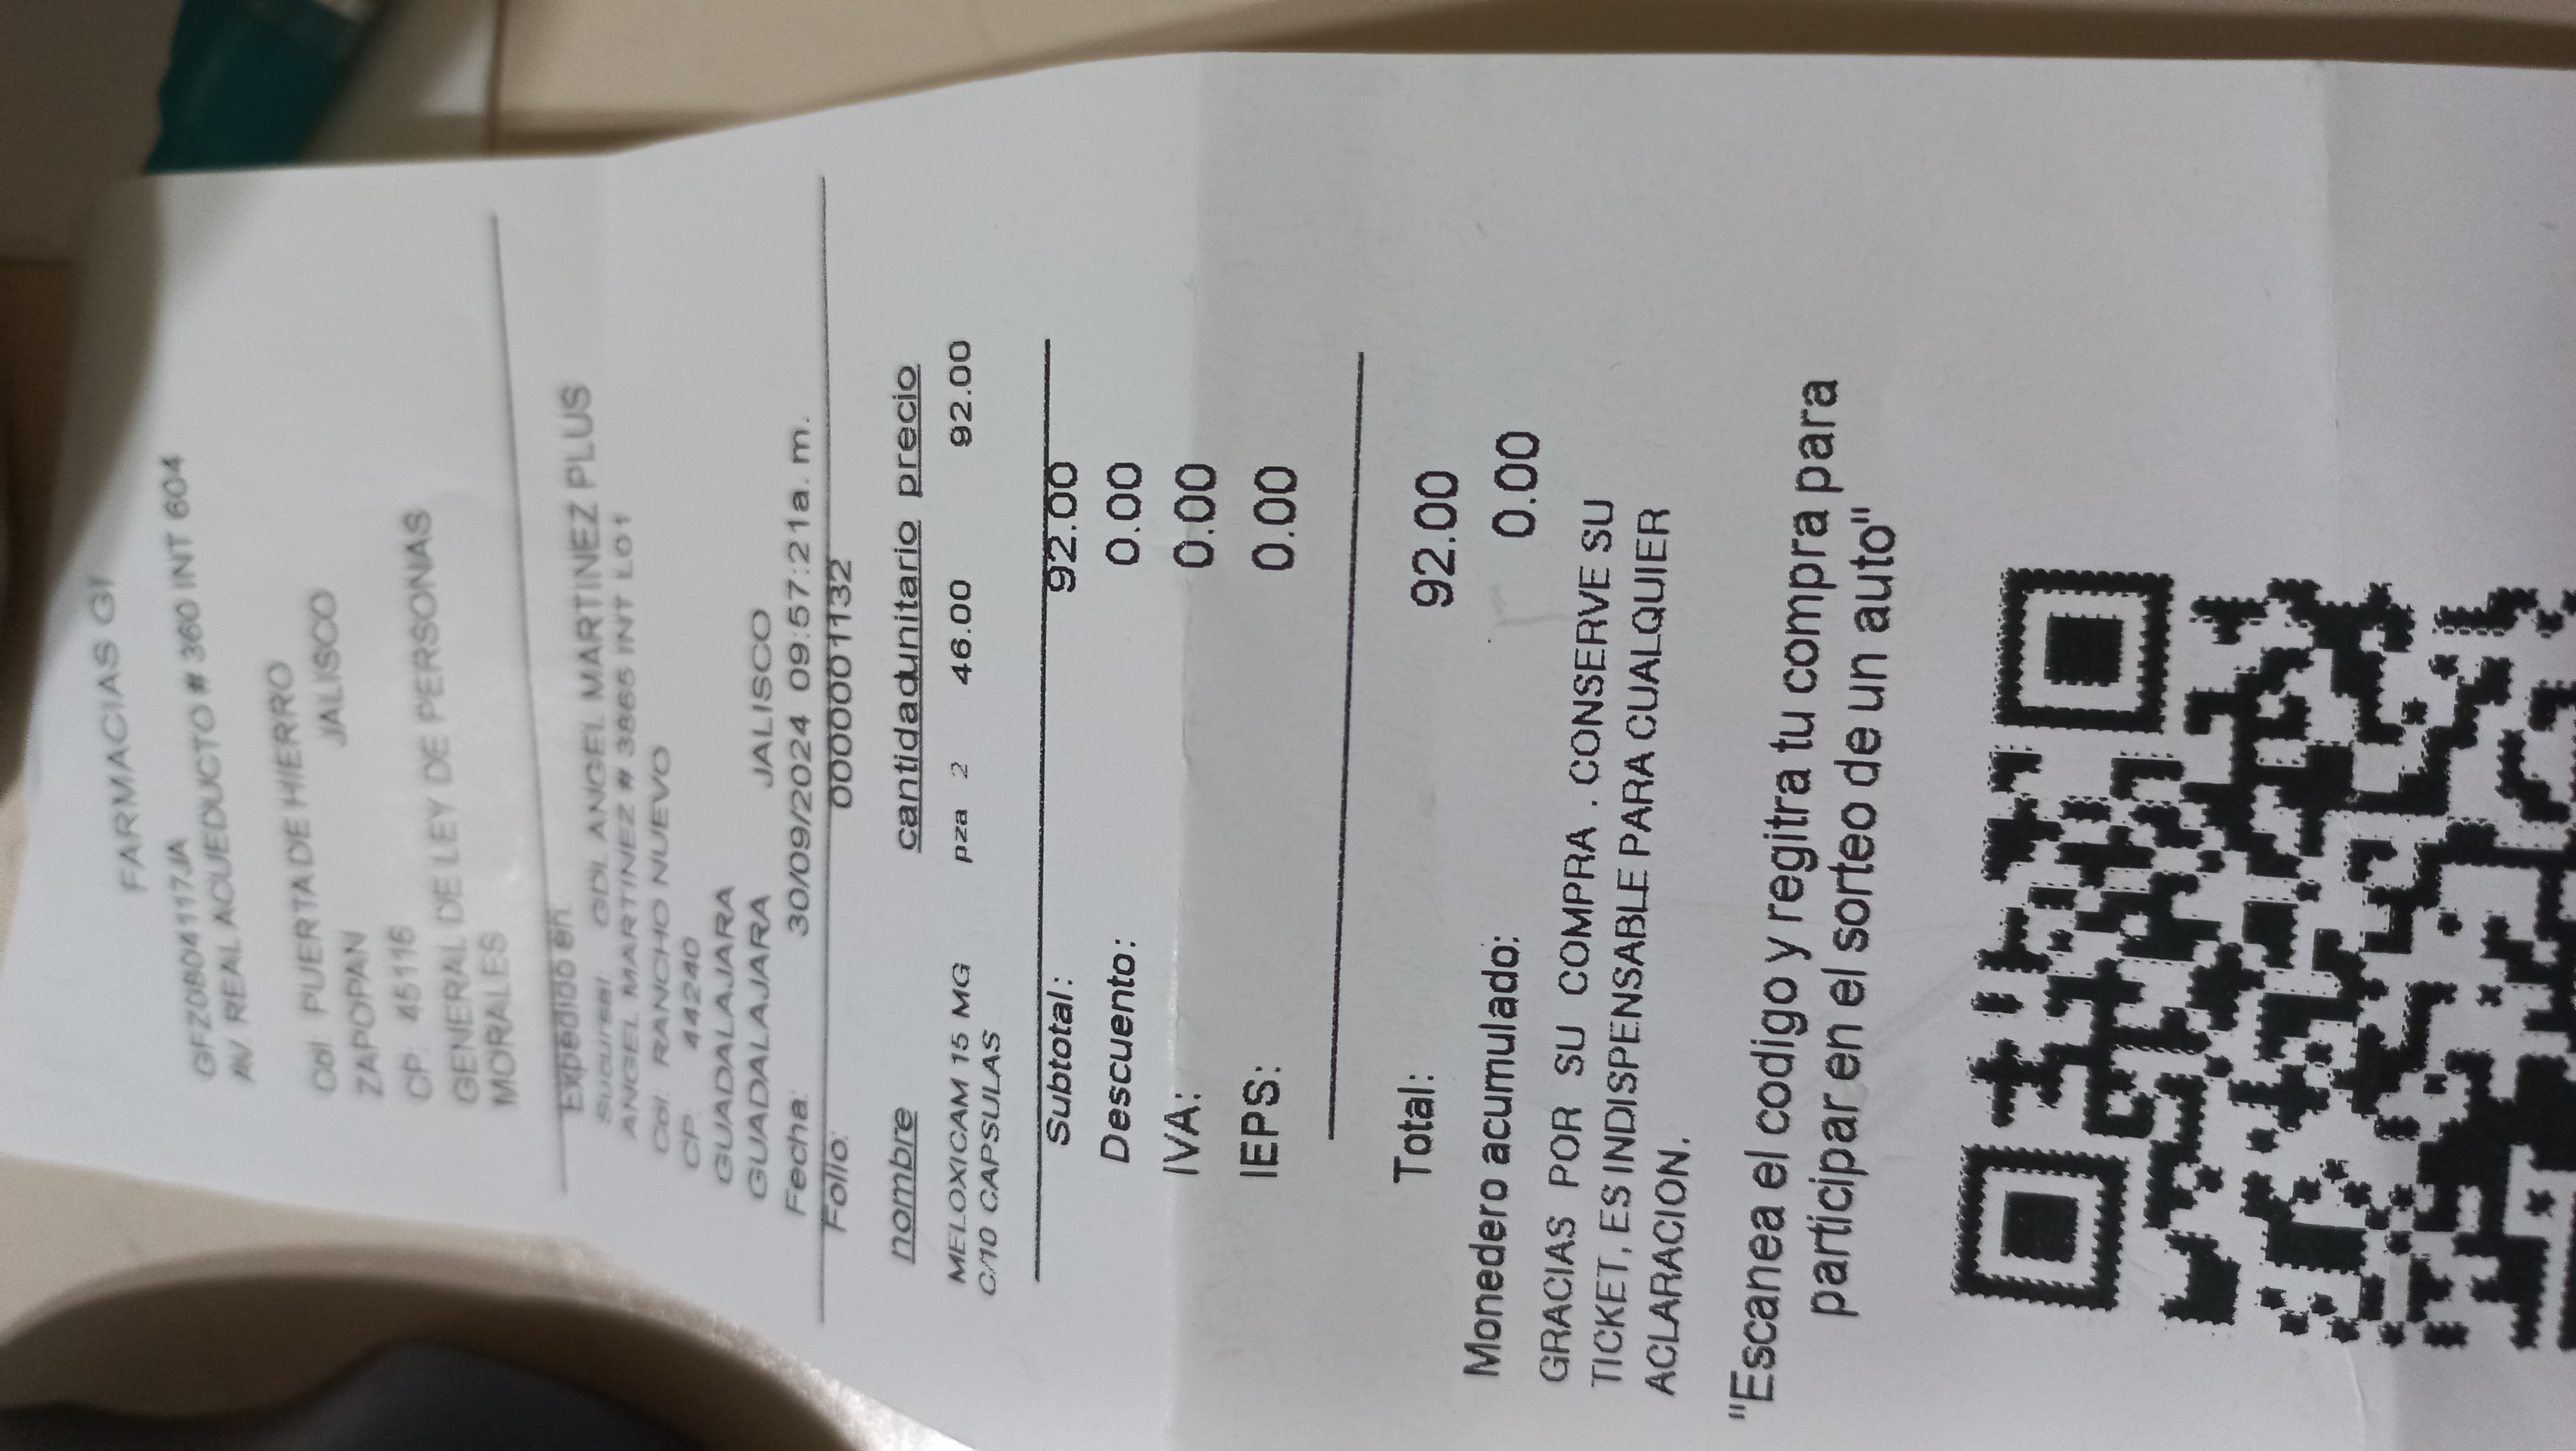 FARMACIAS GI
GFZ0804117JA
AV REAL ACUEDUCTO # 360 INT 604
Col: PUERTA DE HIERRO
ZAPOPAN JALISCO
CP: 45116
GENERAL DE LEY DE PERSONAS
MORALES
Expedido en:
Sucursal: GDL ANGEL MARTINEZ PLUS
ANGEL MARTINEZ # 3865 INT L01
Col: RANCHO NUEVO
CP: 44240
GUADALAJARA
GUADALAJARA JALISCO
Fecha: 30/09/2024 09:57:21a. m.
Folio: 0000001132
nombre cantidadunitario precio
MELOXICAM 15 MG pza 2 46.00 92.00
C/10 CAPSULAS
Subtotal: 92.00
Descuento: 0.00
IVA: 0.00
IEPS: 0.00
Total: 92.00
Monedero acumulado: 0.00
GRACIAS POR SU COMPRA . CONSERVE SU
TICKET, ES INDISPENSABLE PARA CUALQUIER
ACLARACION.
"Escanea el codigo y regitra tu compra para
participar en el sorteo de un auto"